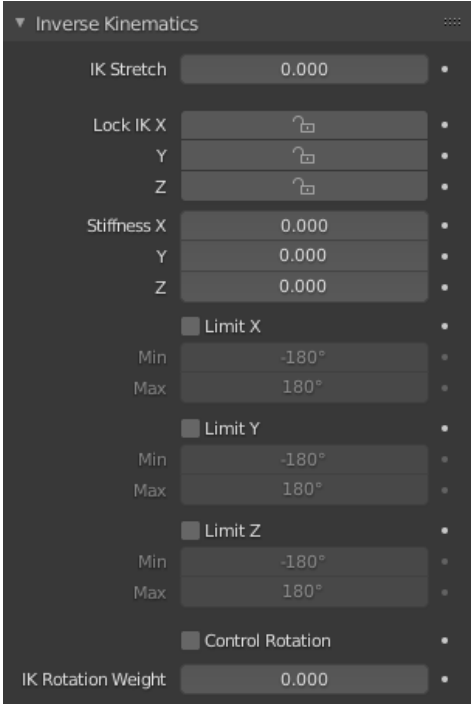 Inverse Kinematics
IK Stretch 0.000
Lock IK X
Y
Z
Stiffness X 0.000
Y 0.000
Z 0.000
Limit X
Min -180°
Max 180°
Limit Y
Min -180°
Max 180°
Limit Z
Min -180°
Max 180°
Control Rotation
IK Rotation Weight 0.000